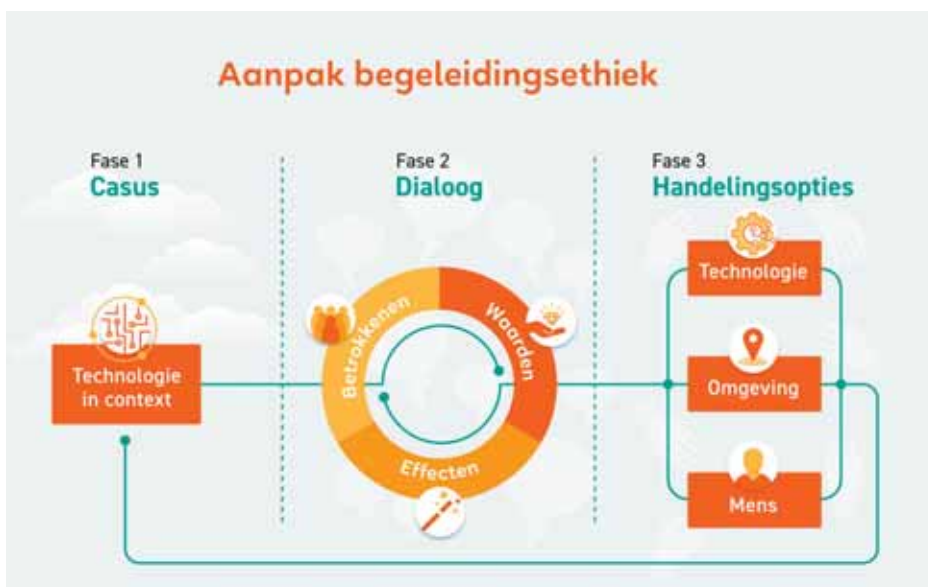 Aanpak begeleidingsethiek
Fase 1
Casus
Technologie
in context
Fase 2
Dialoog
Betrokkenen
Waarden
Effecten
Fase 3
Handelingsopties
Technologie
Omgeving
Mens